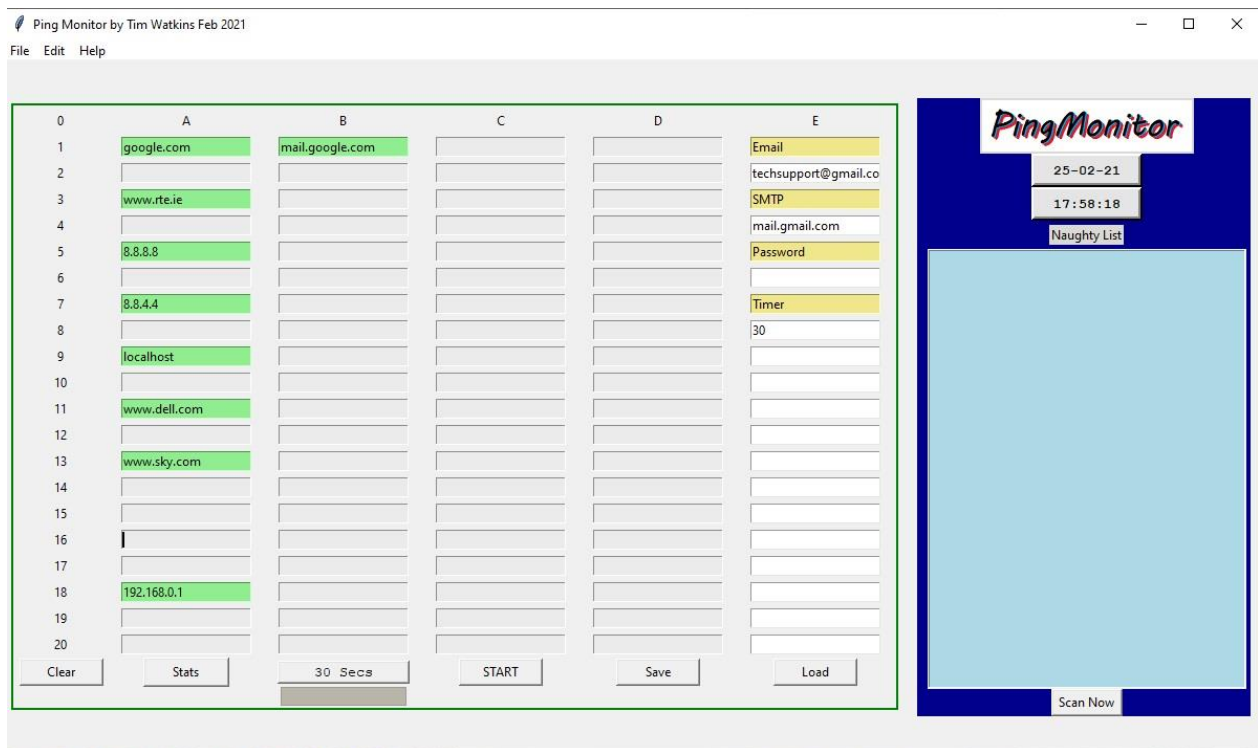 Ping Monitor by Tim Watkins Feb 2021
File Edit Help
0 A B C D E
1 google.com mail.google.com Email
2 techsupport@gmail.co
3 www.rte.ie SMTP
4 mail.gmail.com
5 8.8.8.8 Password
6
7 8.8.4.4 Timer
8 30
9 localhost
10
11 www.dell.com
12
13 www.sky.com
14
15
16
17
18 192.168.0.1
19
20
Clear Stats 30 Secs START Save Load
PingMonitor
25-02-21
17:58:18
Naughty List
Scan Now